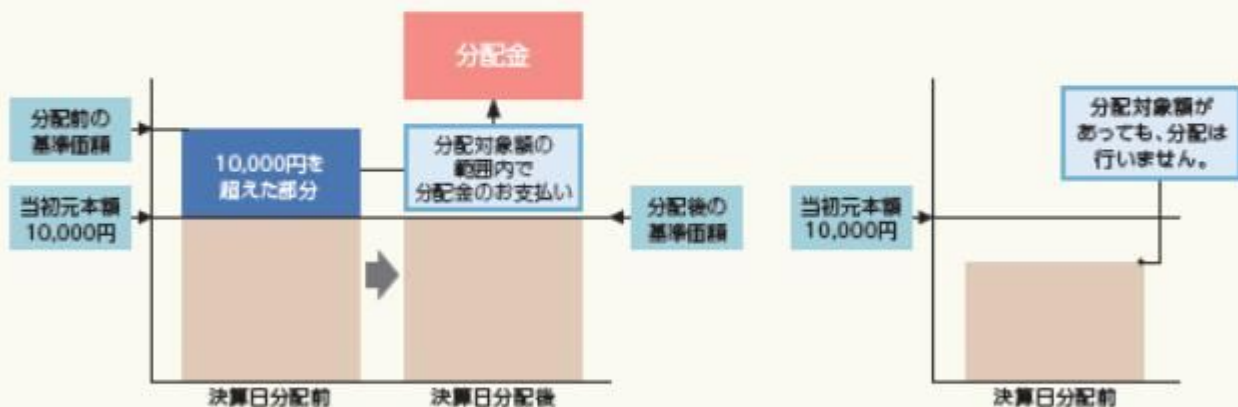 分配金
分配前の
基準価額
10,000円を
超えた部分
分配対象額の
範囲内で
分配金のお支払い
当初元本額
10,000円
分配後の
基準価額
決算日分配前
決算日分配後
分配対象額が
あっても、分配は
行いません。
当初元本額
10,000円
決算日分配前